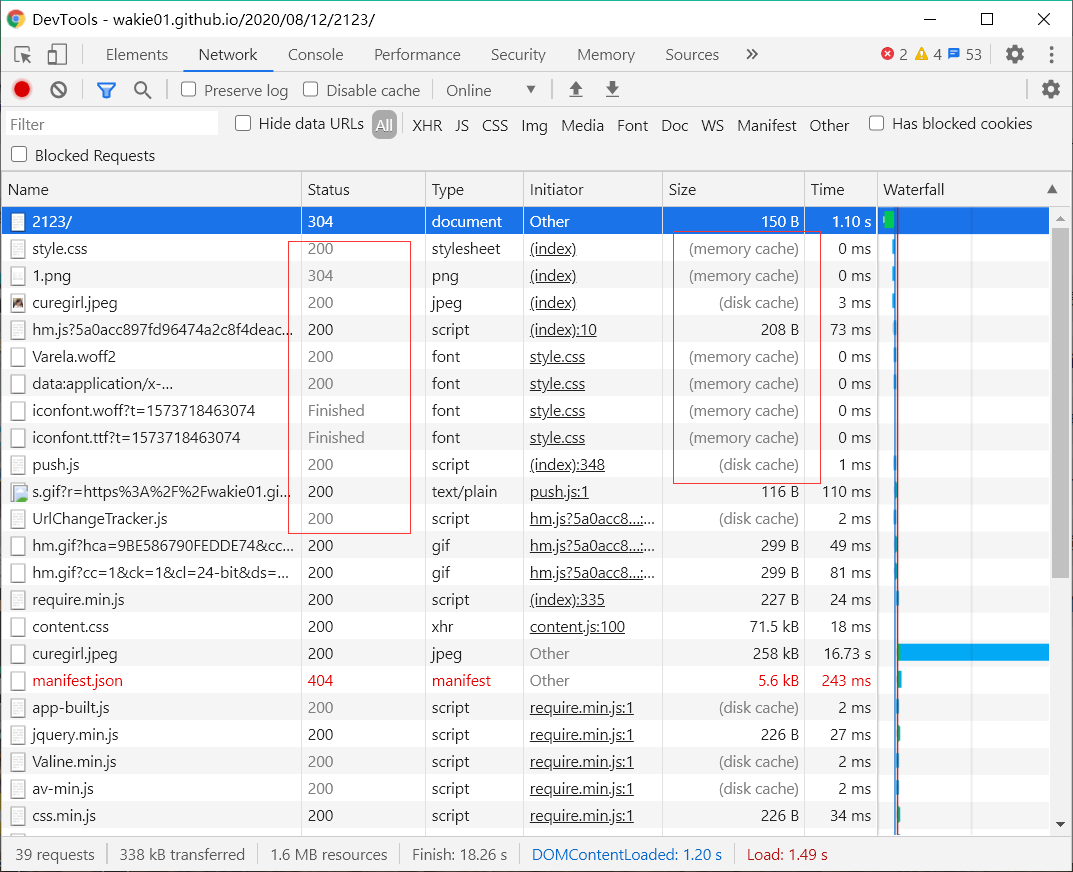 DevTools - wakie01.github.io/2020/08/12/2123/
Elements Network Console Performance Security Memory Sources » 2 4 53
Preserve log Disable cache Online
Filter Hide data URLs All XHR JS CSS Img Media Font Doc WS Manifest Other Has blocked cookies
Blocked Requests
Name Status Type Initiator Size Time Waterfall
2123/ 304 document Other 150 B 1.10 s
style.css 200 stylesheet (index) (memory cache) 0 ms
1.png 304 png (index) (memory cache) 0 ms
curegirl.jpeg 200 jpeg (index) (disk cache) 3 ms
hm.js?5a0acc897fd96474a2c8f4deac... 200 script (index):10 208 B 73 ms
Varela.woff2 200 font style.css (memory cache) 0 ms
data:application/x-... 200 font style.css (memory cache) 0 ms
iconfont.woff?t=1573718463074 Finished font style.css (memory cache) 0 ms
iconfont.ttf?t=1573718463074 Finished font style.css (memory cache) 0 ms
push.js 200 script (index):348 (disk cache) 1 ms
s.gif?r=https%3A%2F%2Fwakie01.gi... 200 text/plain push.js:1 116 B 110 ms
UrlChangeTracker.js 200 script hm.js?5a0acc8...:... (disk cache) 2 ms
hm.gif?hca=9BE586790FEDDE74&cc... 200 gif hm.js?5a0acc8...:... 299 B 49 ms
hm.gif?cc=1&ck=1&cl=24-bit&ds=... 200 gif hm.js?5a0acc8...:... 299 B 81 ms
require.min.js 200 script (index):335 227 B 24 ms
content.css 200 xhr content.js:100 71.5 kB 18 ms
curegirl.jpeg 200 jpeg Other 258 kB 16.73 s
manifest.json 404 manifest Other 5.6 kB 243 ms
app-built.js 200 script require.min.js:1 (disk cache) 2 ms
jquery.min.js 200 script require.min.js:1 226 B 27 ms
Valine.min.js 200 script require.min.js:1 (disk cache) 2 ms
av-min.js 200 script require.min.js:1 (disk cache) 2 ms
css.min.js 200 script require.min.js:1 226 B 34 ms
39 requests 338 kB transferred 1.6 MB resources Finish: 18.26 s DOMContentLoaded: 1.20 s Load: 1.49 s